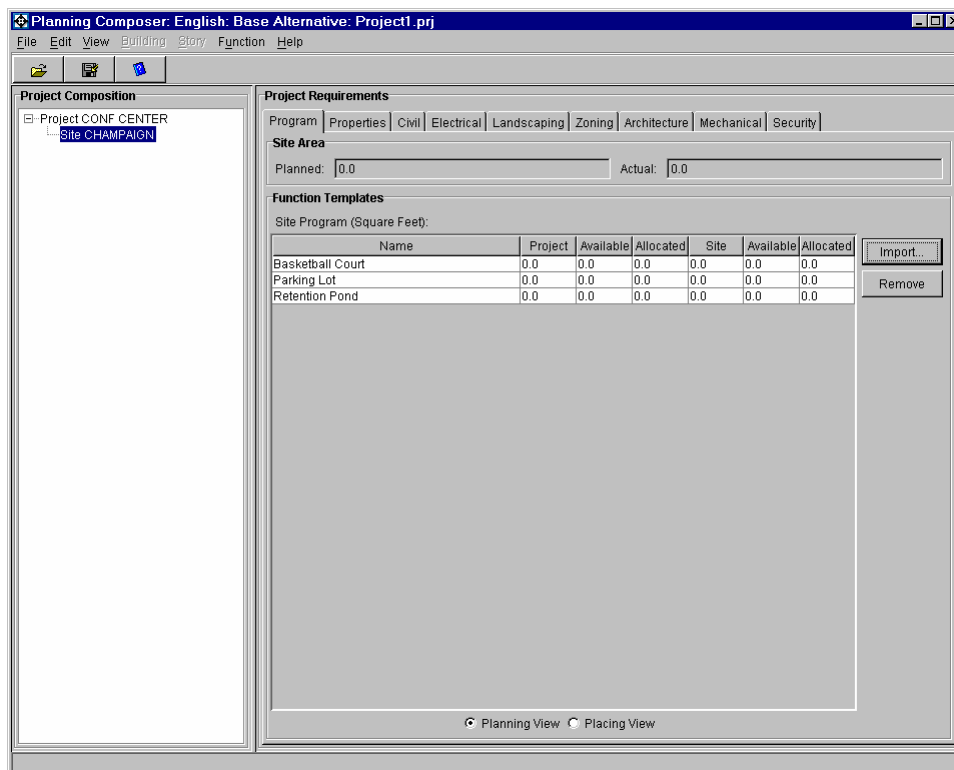 Planning Composer: English: Base Alternative: Project1.prj
File Edit View Building Story Function Help
Project Composition
Project CONF CENTER
Site CHAMPAIGN
Project Requirements
Program Properties Civil Electrical Landscaping Zoning Architecture Mechanical Security
Site Area
Planned: 0.0 Actual: 0.0
Function Templates
Site Program (Square Feet):
Name Project Available Allocated Site Available Allocated
Basketball Court 0.0 0.0 0.0 0.0 0.0 0.0
Parking Lot 0.0 0.0 0.0 0.0 0.0 0.0
Retention Pond 0.0 0.0 0.0 0.0 0.0 0.0
Import...
Remove
Planning View Placing View